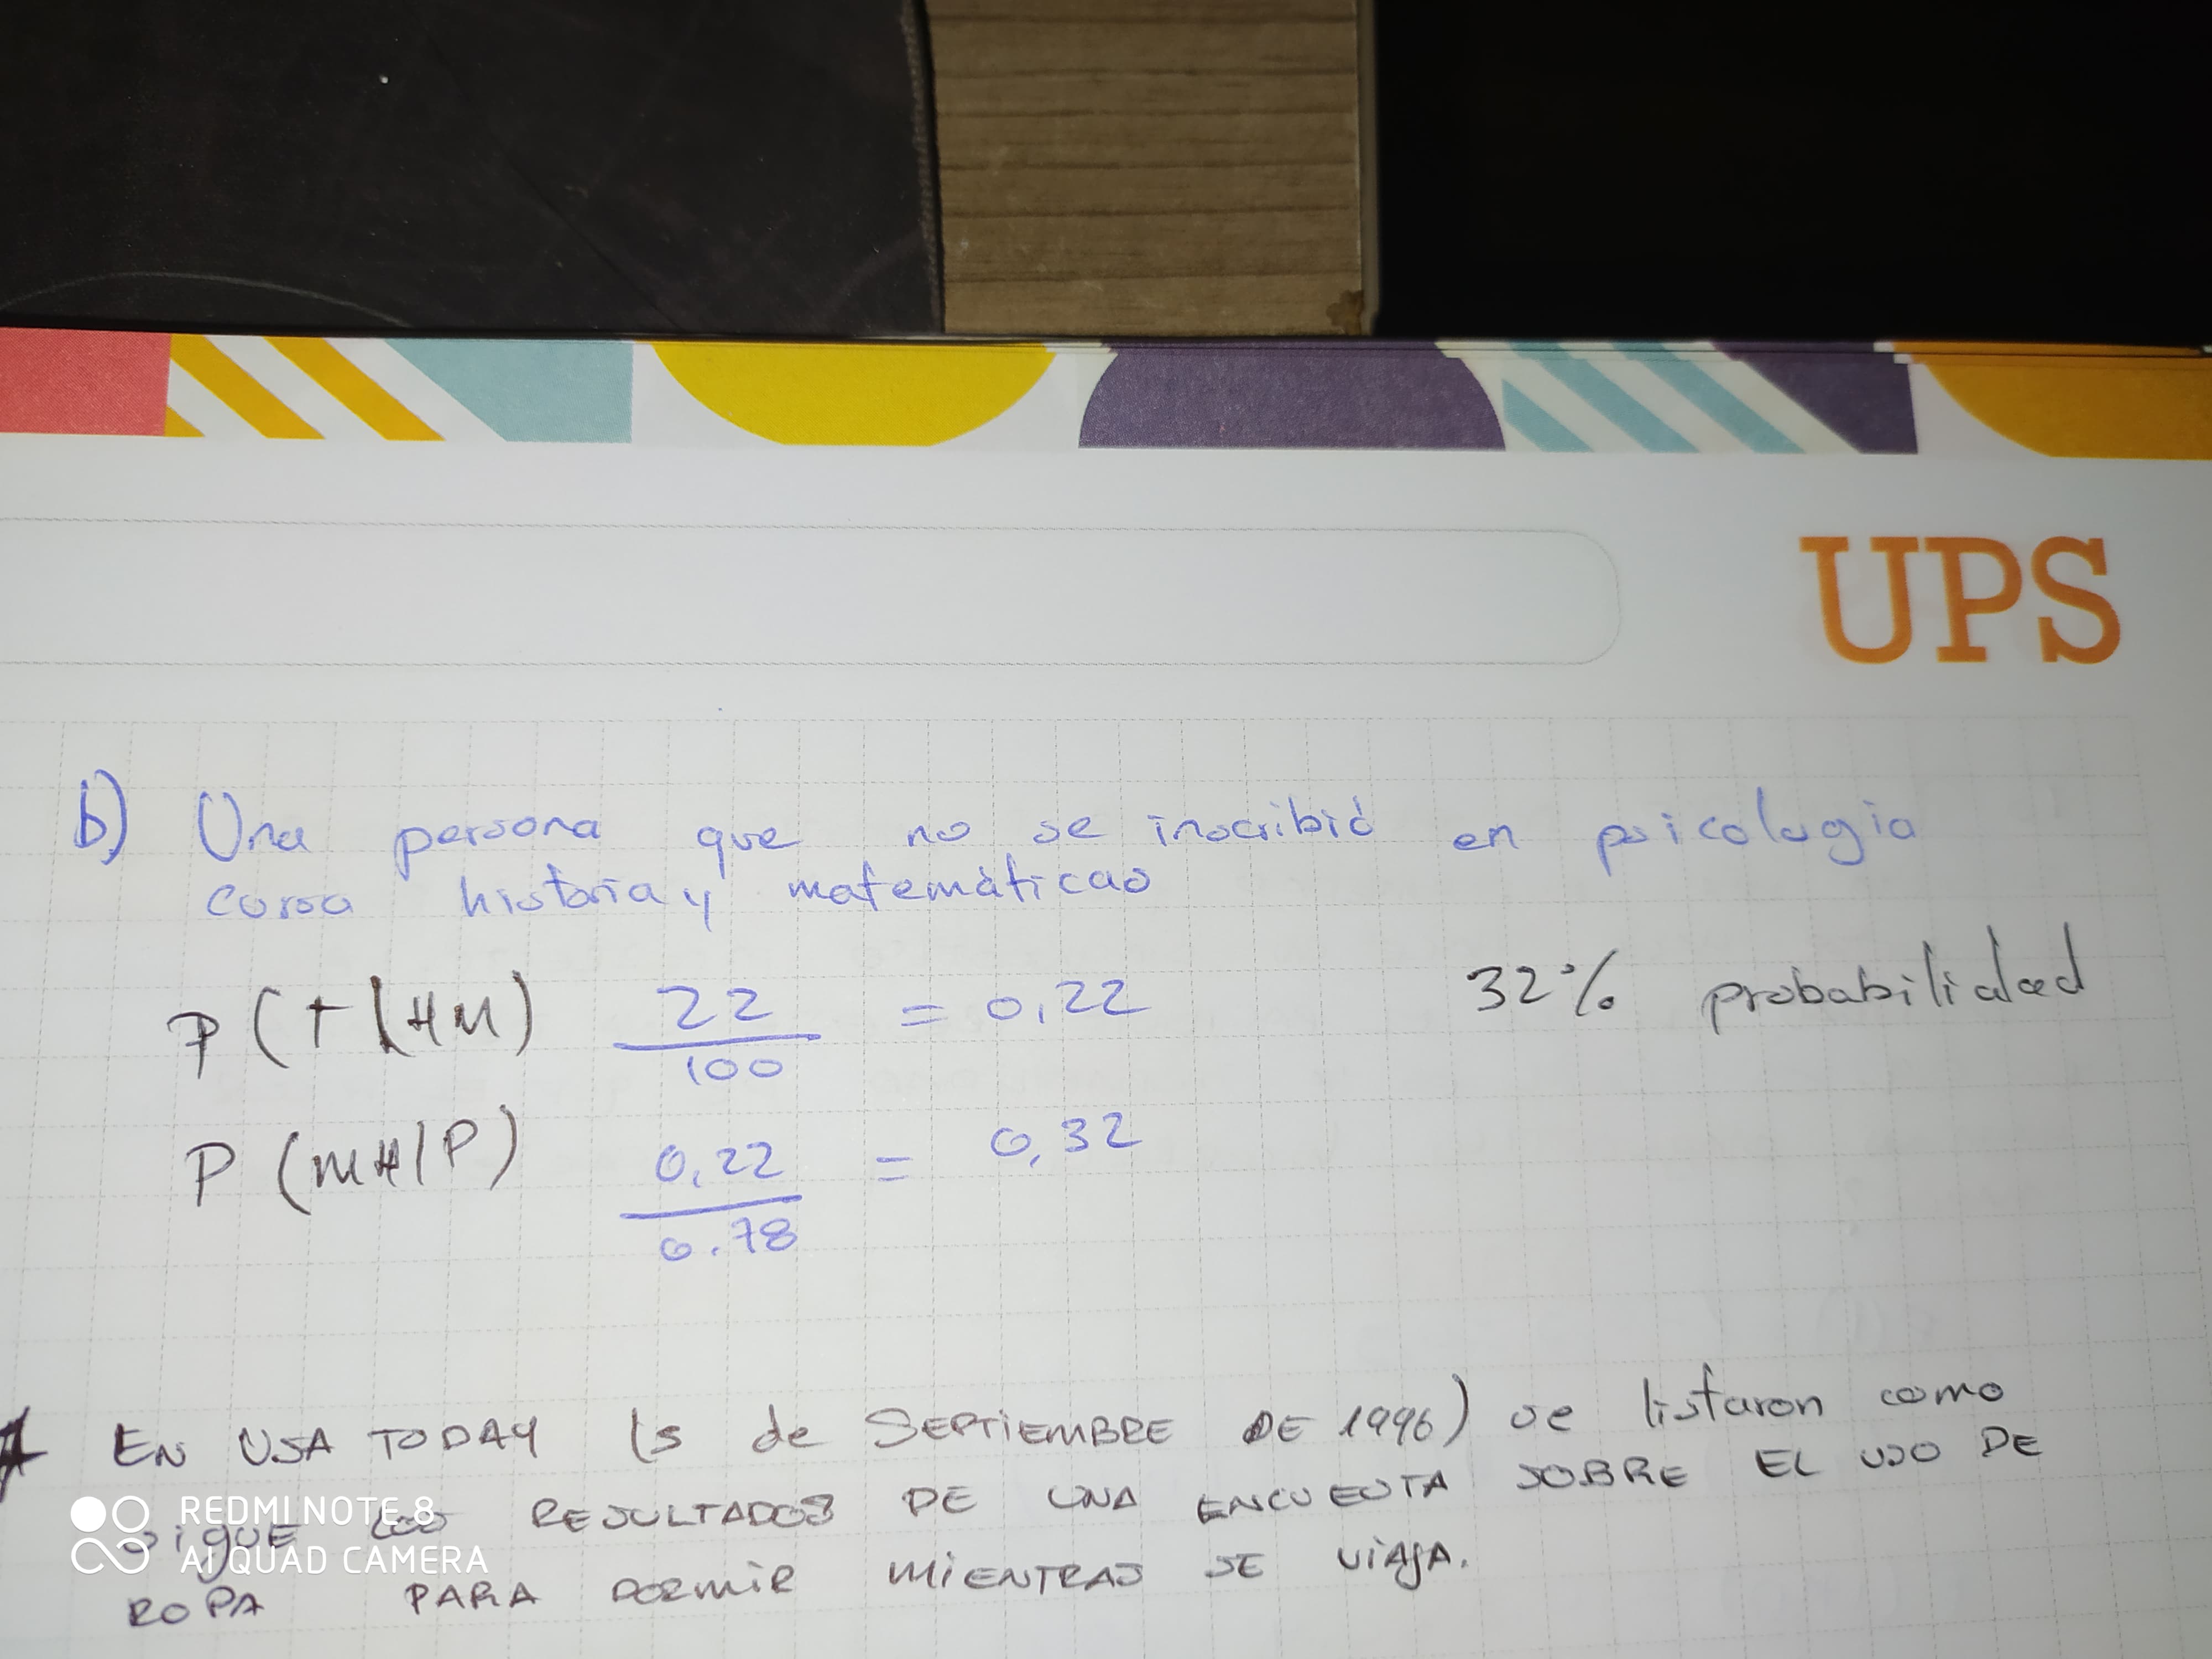 UPS
b) Una persona que no se inscribió en psicologia
cursa historia y matemáticas
P(T|HM) 22/100 = 0,22 32% probabilidad
P(MH|P) 0,22/0.78 = 0,32
EN USA TODAY (5 de SEPTIEMBRE DE 1996) se listaron como
sigue los RESULTADOS DE UNA ENCUESTA SOBRE EL USO DE
ROPA PARA DORMIR MIENTRAS SE VIAJA.
REDMI NOTE 8
AI QUAD CAMERA